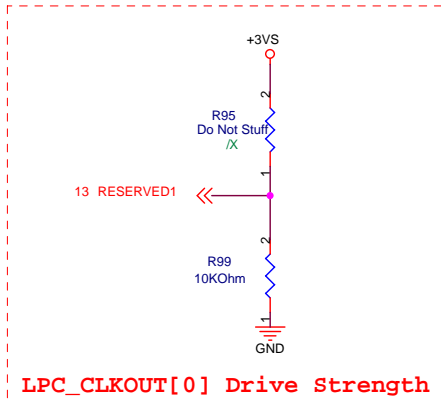 +3VS
2
R95
Do Not Stuff
/X
1
13 RESERVED1
2
R99
10KOhm
1
GND
LPC_CLKOUT[0] Drive Strength